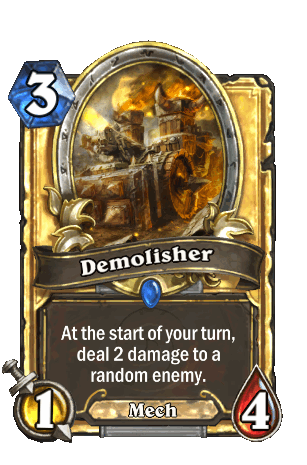 3
Demolisher
At the start of your turn,
deal 2 damage to a
random enemy.
1
Mech
4